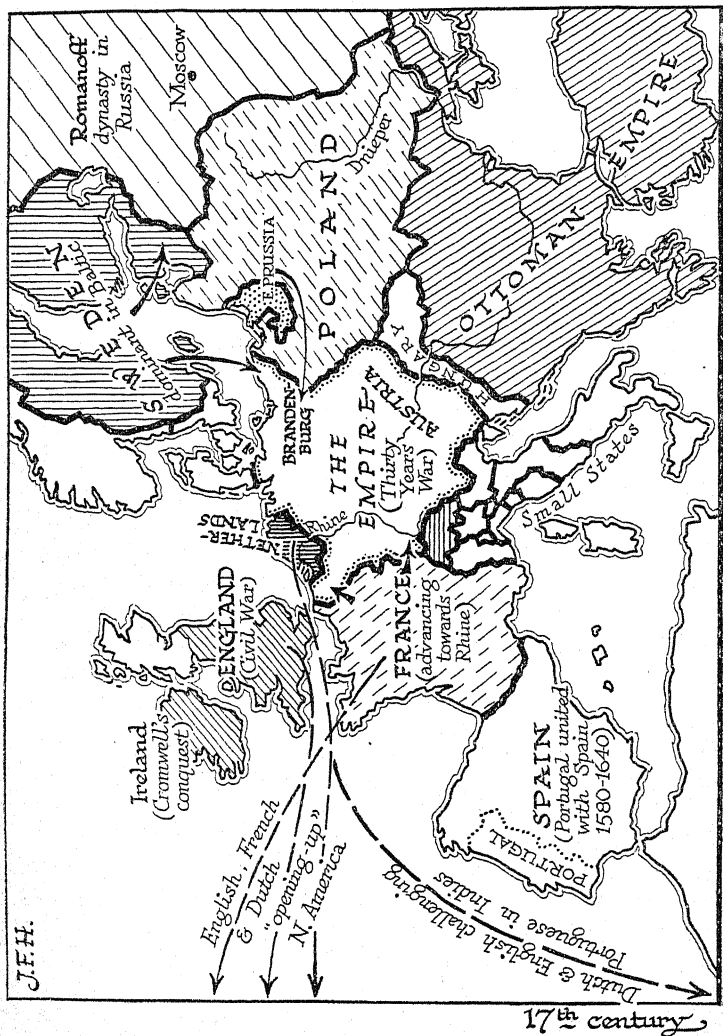 J.F.H.
Romanoff
dynasty in
Russia
Moscow
SWEDEN
dominant in Baltic
PRUSSIA
POLAND
Dnieper
OTTOMAN
EMPIRE
HUNGARY
BRANDEN-
BURG
THE
EMPIRE
(Thirty
Years
War)
AUSTRIA
Small States
NETHER-
LANDS
Rhine
ENGLAND
(Civil War)
Ireland
(Cromwell's
conquest)
FRANCE
(advancing
towards
Rhine)
SPAIN
(Portugal united
with Spain
1580-1640)
PORTUGAL
English, French
& Dutch
"opening-up"
N. America
Dutch & English challenging
Portuguese in Indies
17th century